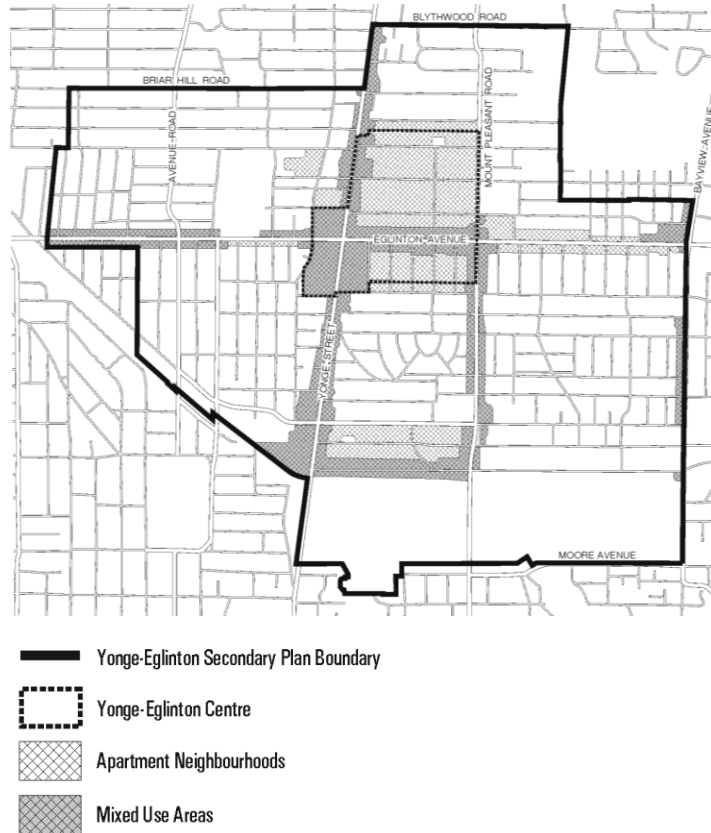 BLYTHWOOD ROAD
BRIAR HILL ROAD
AVENUE ROAD
MOUNT PLEASANT ROAD
BAYVIEW AVENUE
EGLINTON AVENUE
YONGE STREET
MOORE AVENUE
Yonge-Eglinton Secondary Plan Boundary
Yonge-Eglinton Centre
Apartment Neighbourhoods
Mixed Use Areas